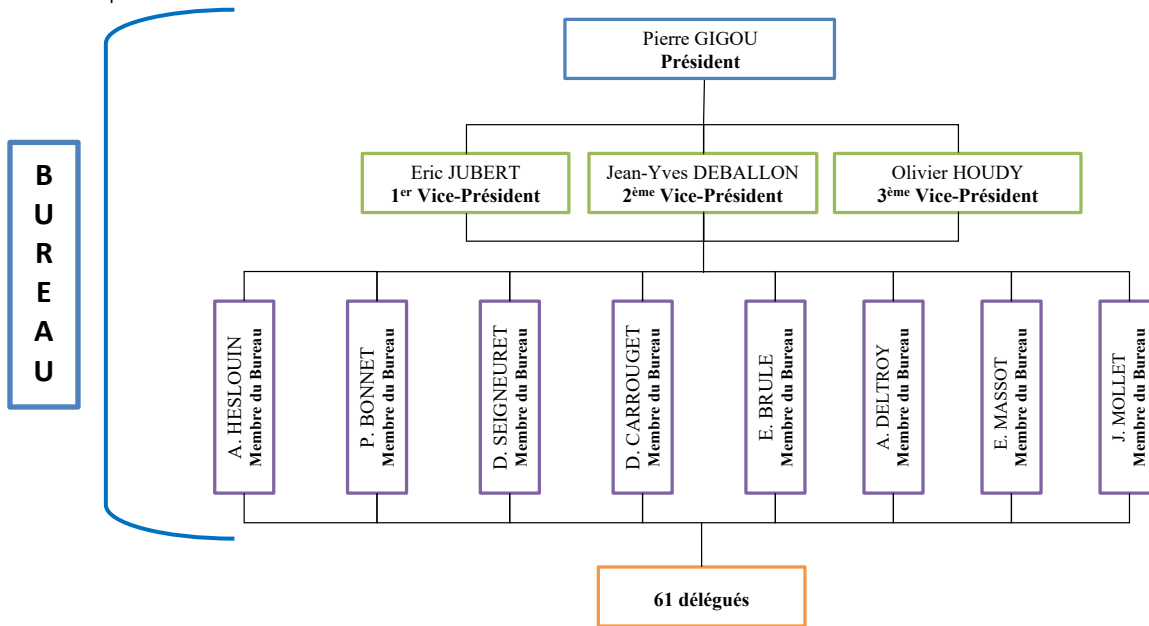 Pierre GIGOU
Président
B
U
R
E
A
U
Eric JUBERT
1er Vice-Président
Jean-Yves DEBALLON
2ème Vice-Président
Olivier HOUDY
3ème Vice-Président
A. HESLOUIN
Membre du Bureau
P. BONNET
Membre du Bureau
D. SEIGNEURET
Membre du Bureau
D. CARROUGET
Membre du Bureau
E. BRULE
Membre du Bureau
A. DELTROY
Membre du Bureau
E. MASSOT
Membre du Bureau
J. MOLLET
Membre du Bureau
61 délégués